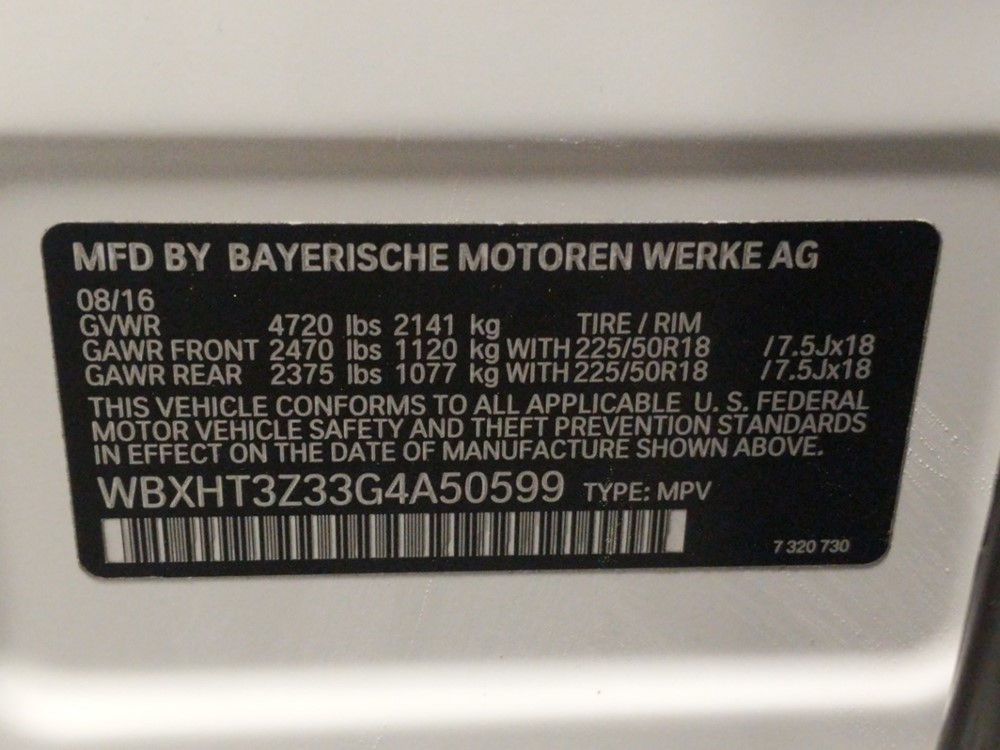 MFD BY BAYERISCHE MOTOREN WERKE AG
08/16
GVWR 4720 lbs 2141 kg TIRE / RIM
GAWR FRONT 2470 lbs 1120 kg WITH 225/50R18 /7.5Jx18
GAWR REAR 2375 lbs 1077 kg WITH 225/50R18 /7.5Jx18
THIS VEHICLE CONFORMS TO ALL APPLICABLE U. S. FEDERAL
MOTOR VEHICLE SAFETY AND THEFT PREVENTION STANDARDS
IN EFFECT ON THE DATE OF MANUFACTURE SHOWN ABOVE.
WBXHT3Z33G4A50599 TYPE: MPV
7 320 730